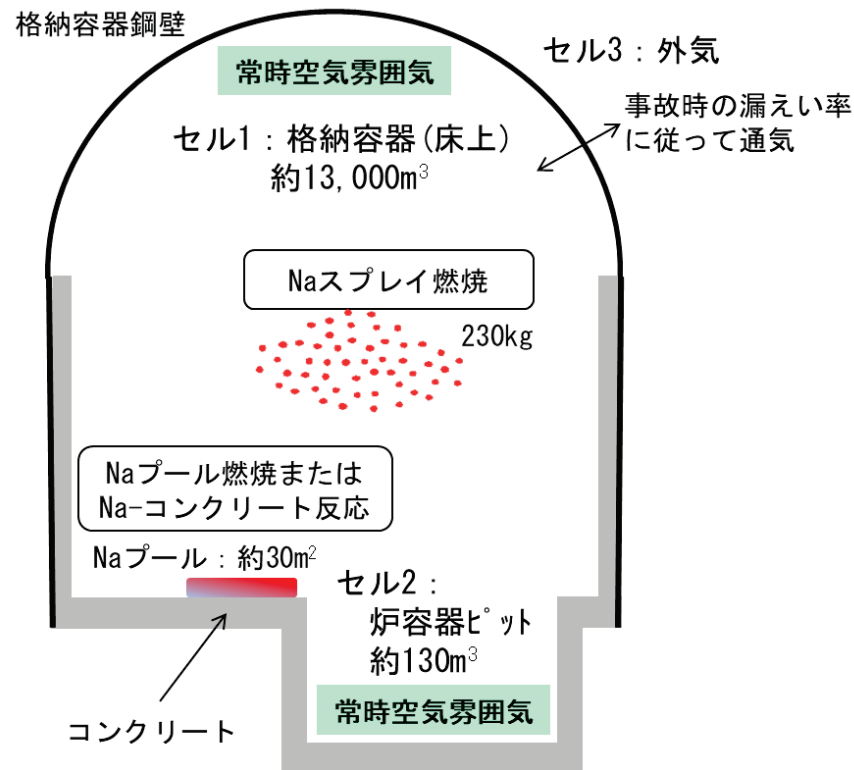 格納容器鋼壁
常時空気雰囲気
セル3：外気
セル1：格納容器(床上)
約13,000m³
事故時の漏えい率
に従って通気
Naスプレイ燃焼
230kg
Naプール燃焼または
Na-コンクリート反応
Naプール：約30m²
セル2：
炉容器ﾋﾟｯﾄ
約130m³
常時空気雰囲気
コンクリート